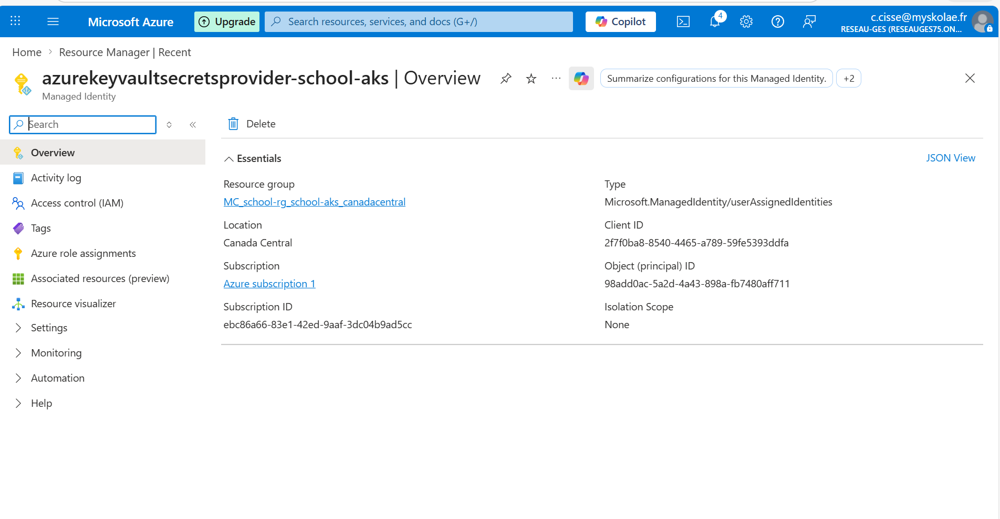 Microsoft Azure
Upgrade
Search resources, services, and docs (G+/)
Copilot
4
c.cisse@myskolae.fr
RESEAU-GES (RESEAUGES75.ON...
Home > Resource Manager | Recent
azurekeyvaultsecretsprovider-school-aks | Overview
Managed Identity
Summarize configurations for this Managed Identity.
+2
Search
Delete
Overview
Activity log
Access control (IAM)
Tags
Azure role assignments
Associated resources (preview)
Resource visualizer
Settings
Monitoring
Automation
Help
Essentials
JSON View
Resource group
MC_school-rg_school-aks_canadacentral
Location
Canada Central
Subscription
Azure subscription 1
Subscription ID
ebc86a66-83e1-42ed-9aaf-3dc04b9ad5cc
Type
Microsoft.ManagedIdentity/userAssignedIdentities
Client ID
2f7f0ba8-8540-4465-a789-59fe5393ddfa
Object (principal) ID
98add0ac-5a2d-4a43-898a-fb7480aff711
Isolation Scope
None